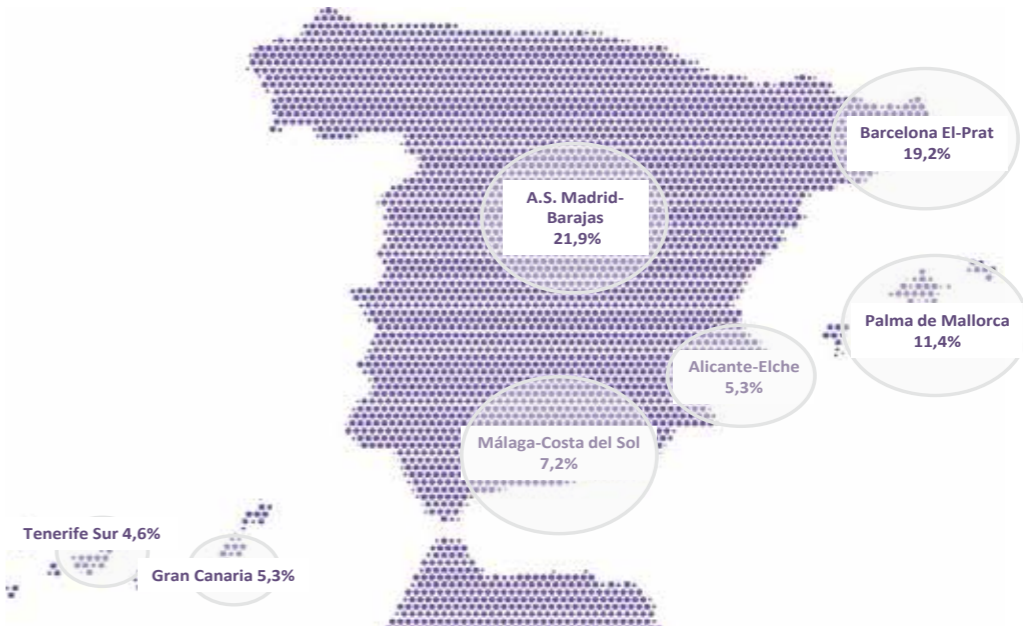 Barcelona El-Prat
19,2%
A.S. Madrid-
Barajas
21,9%
Palma de Mallorca
11,4%
Alicante-Elche
5,3%
Málaga-Costa del Sol
7,2%
Tenerife Sur 4,6%
Gran Canaria 5,3%